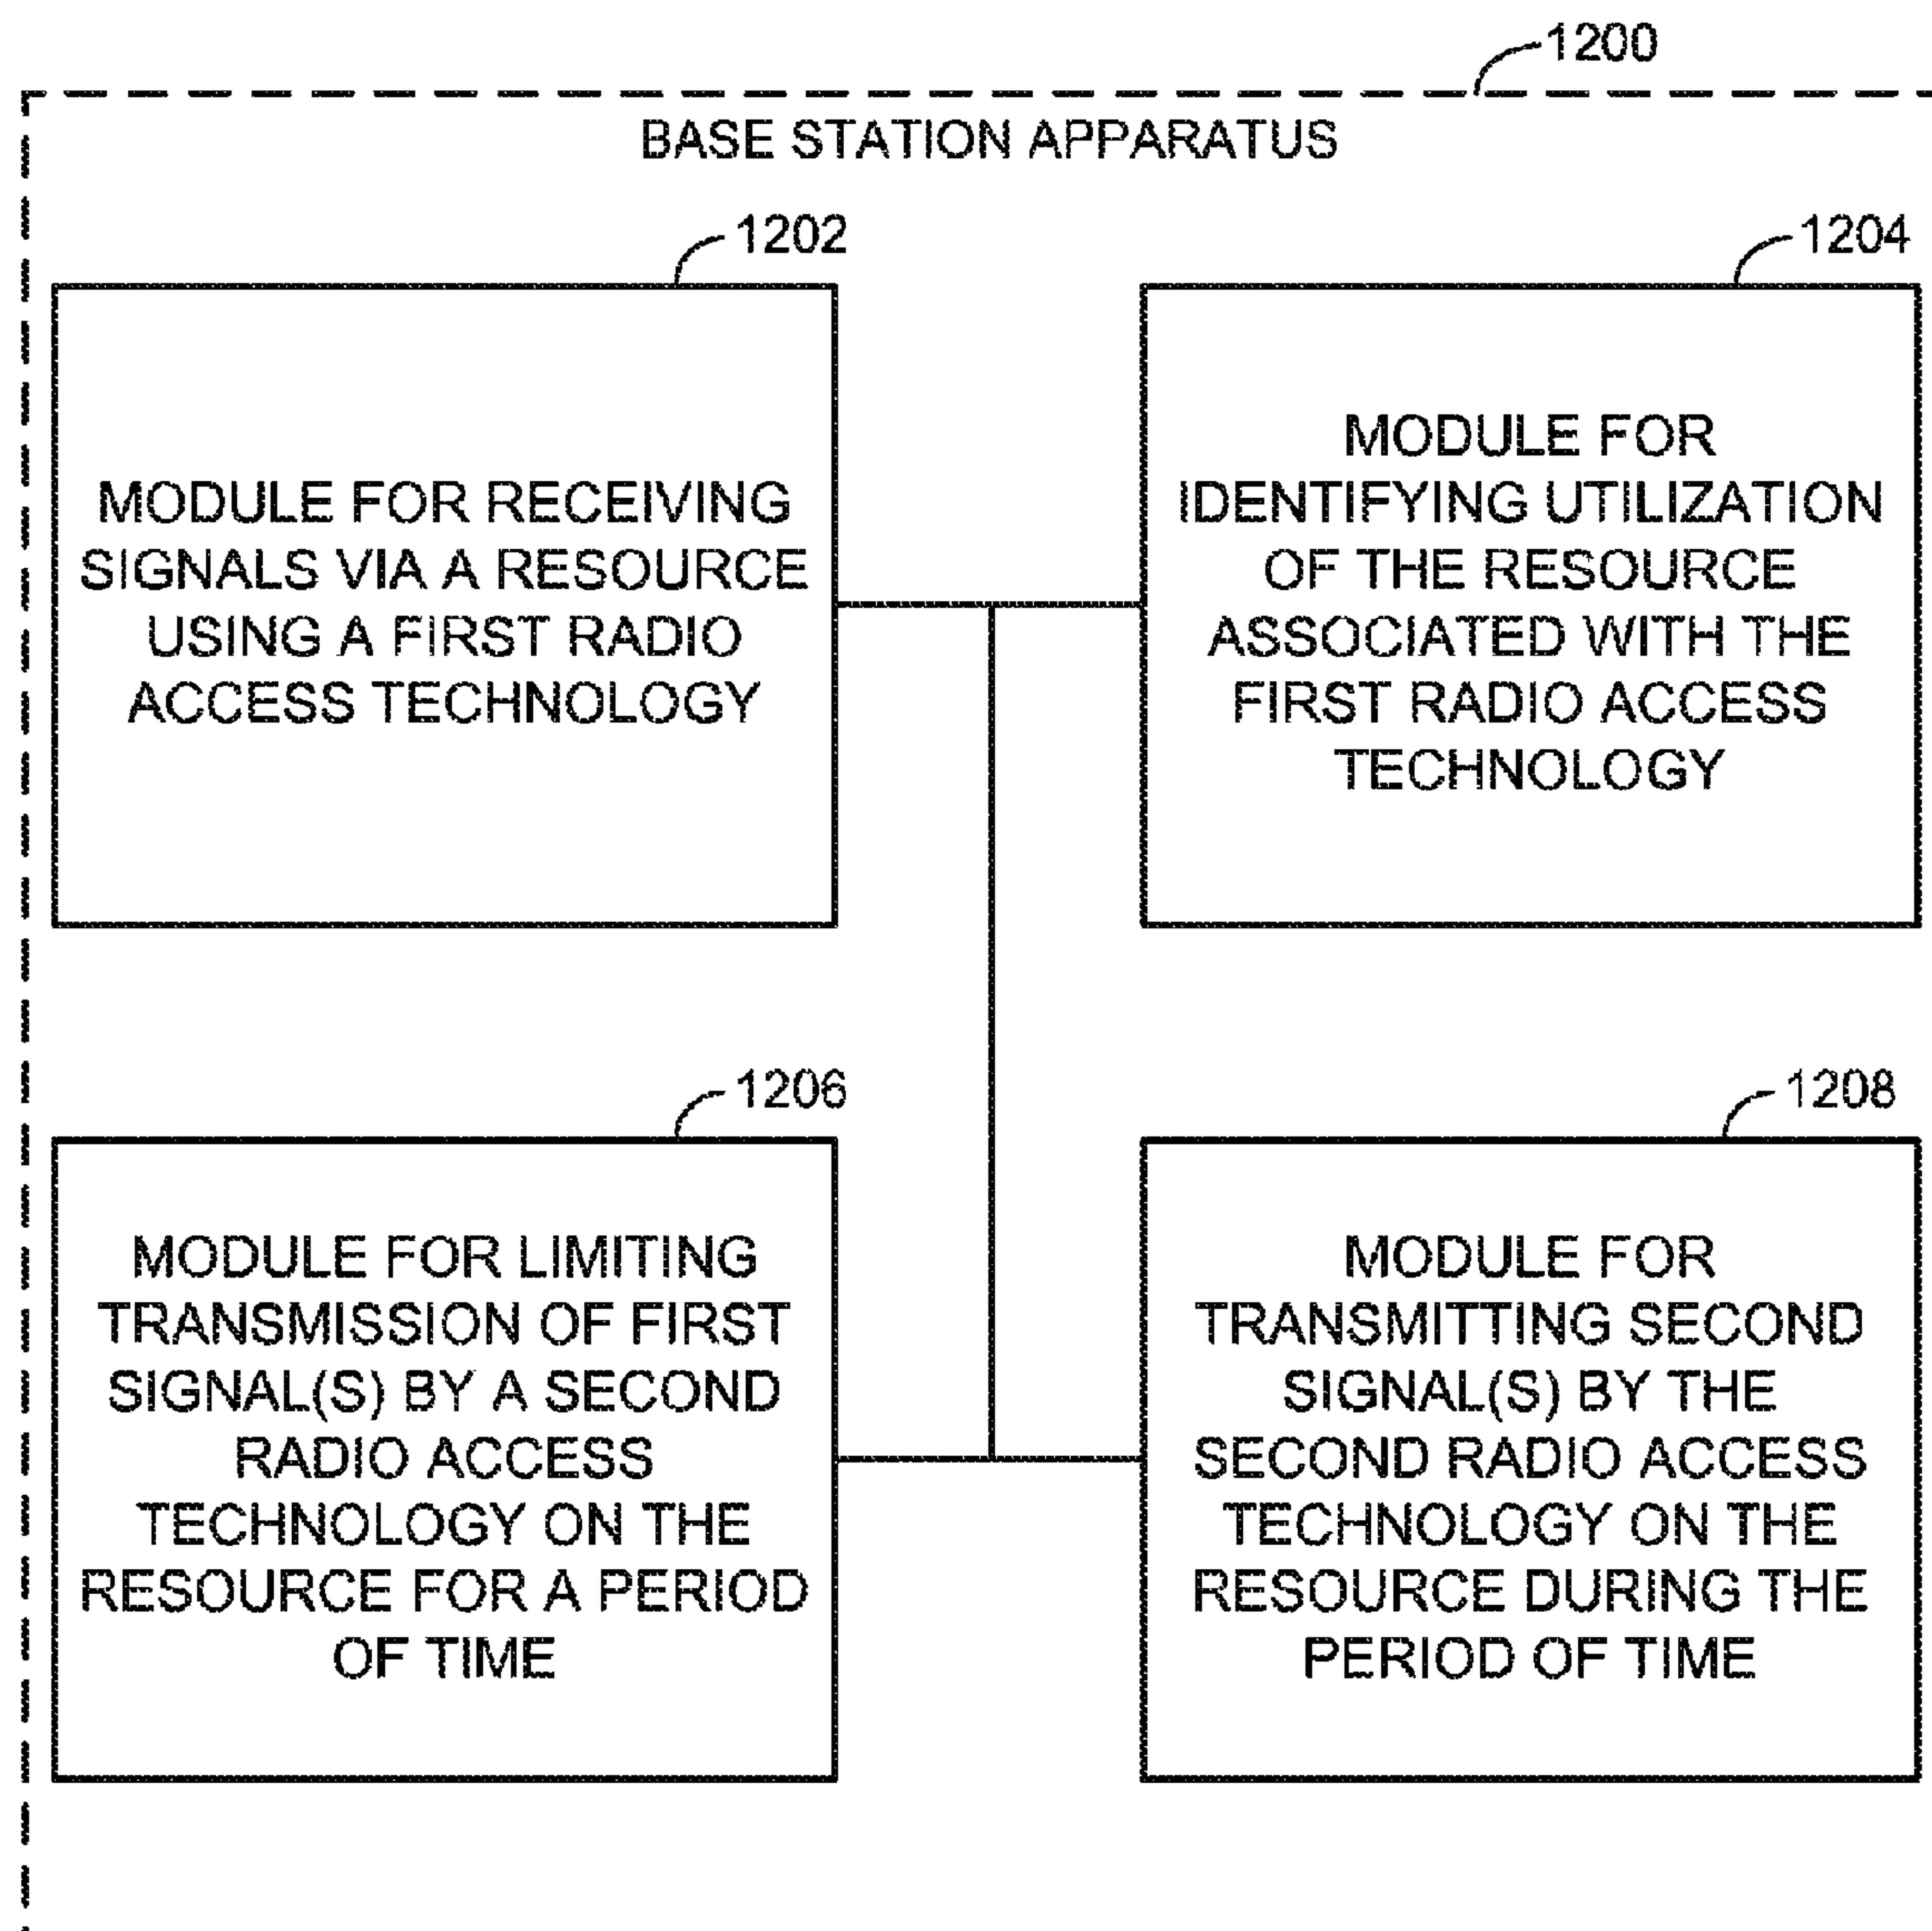 1200
BASE STATION APPARATUS
1202
MODULE FOR RECEIVING
SIGNALS VIA A RESOURCE
USING A FIRST RADIO
ACCESS TECHNOLOGY
1204
MODULE FOR
IDENTIFYING UTILIZATION
OF THE RESOURCE
ASSOCIATED WITH THE
FIRST RADIO ACCESS
TECHNOLOGY
1206
MODULE FOR LIMITING
TRANSMISSION OF FIRST
SIGNAL(S) BY A SECOND
RADIO ACCESS
TECHNOLOGY ON THE
RESOURCE FOR A PERIOD
OF TIME
1208
MODULE FOR
TRANSMITTING SECOND
SIGNAL(S) BY THE
SECOND RADIO ACCESS
TECHNOLOGY ON THE
RESOURCE DURING THE
PERIOD OF TIME